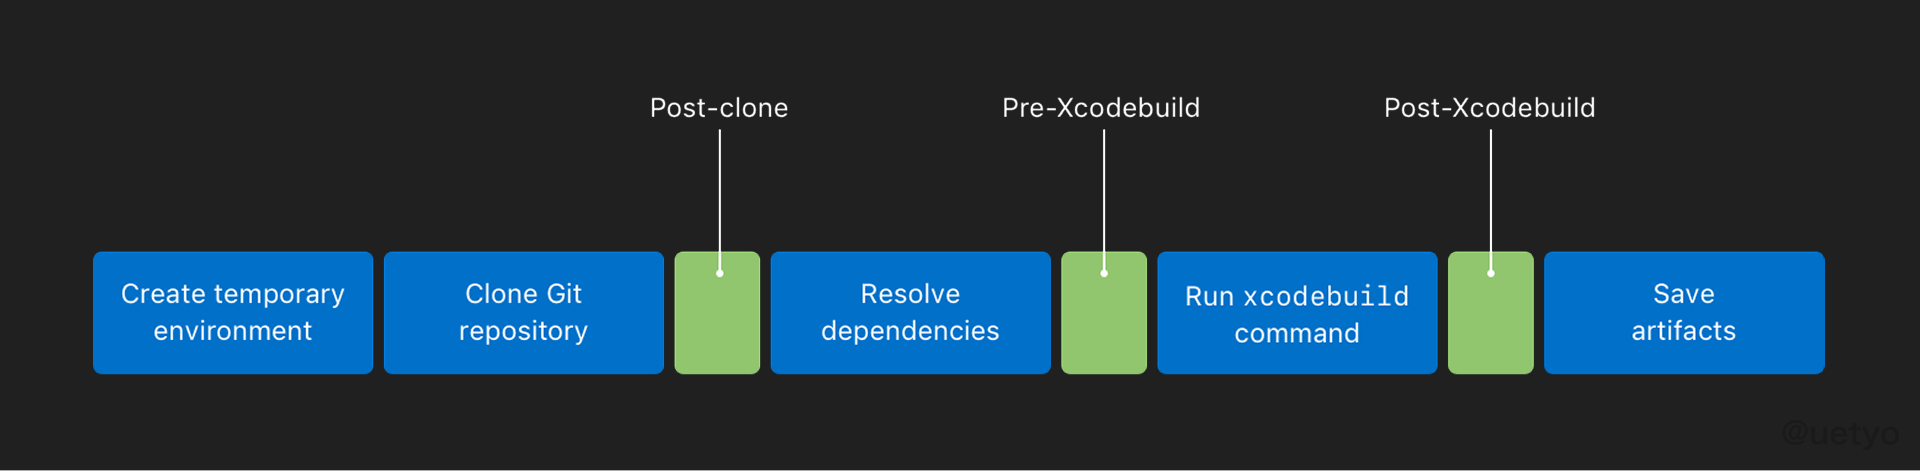 Post-clone
Pre-Xcodebuild
Post-Xcodebuild
Create temporary
environment
Clone Git
repository
Resolve
dependencies
Run xcodebuild
command
Save
artifacts
@uetyo